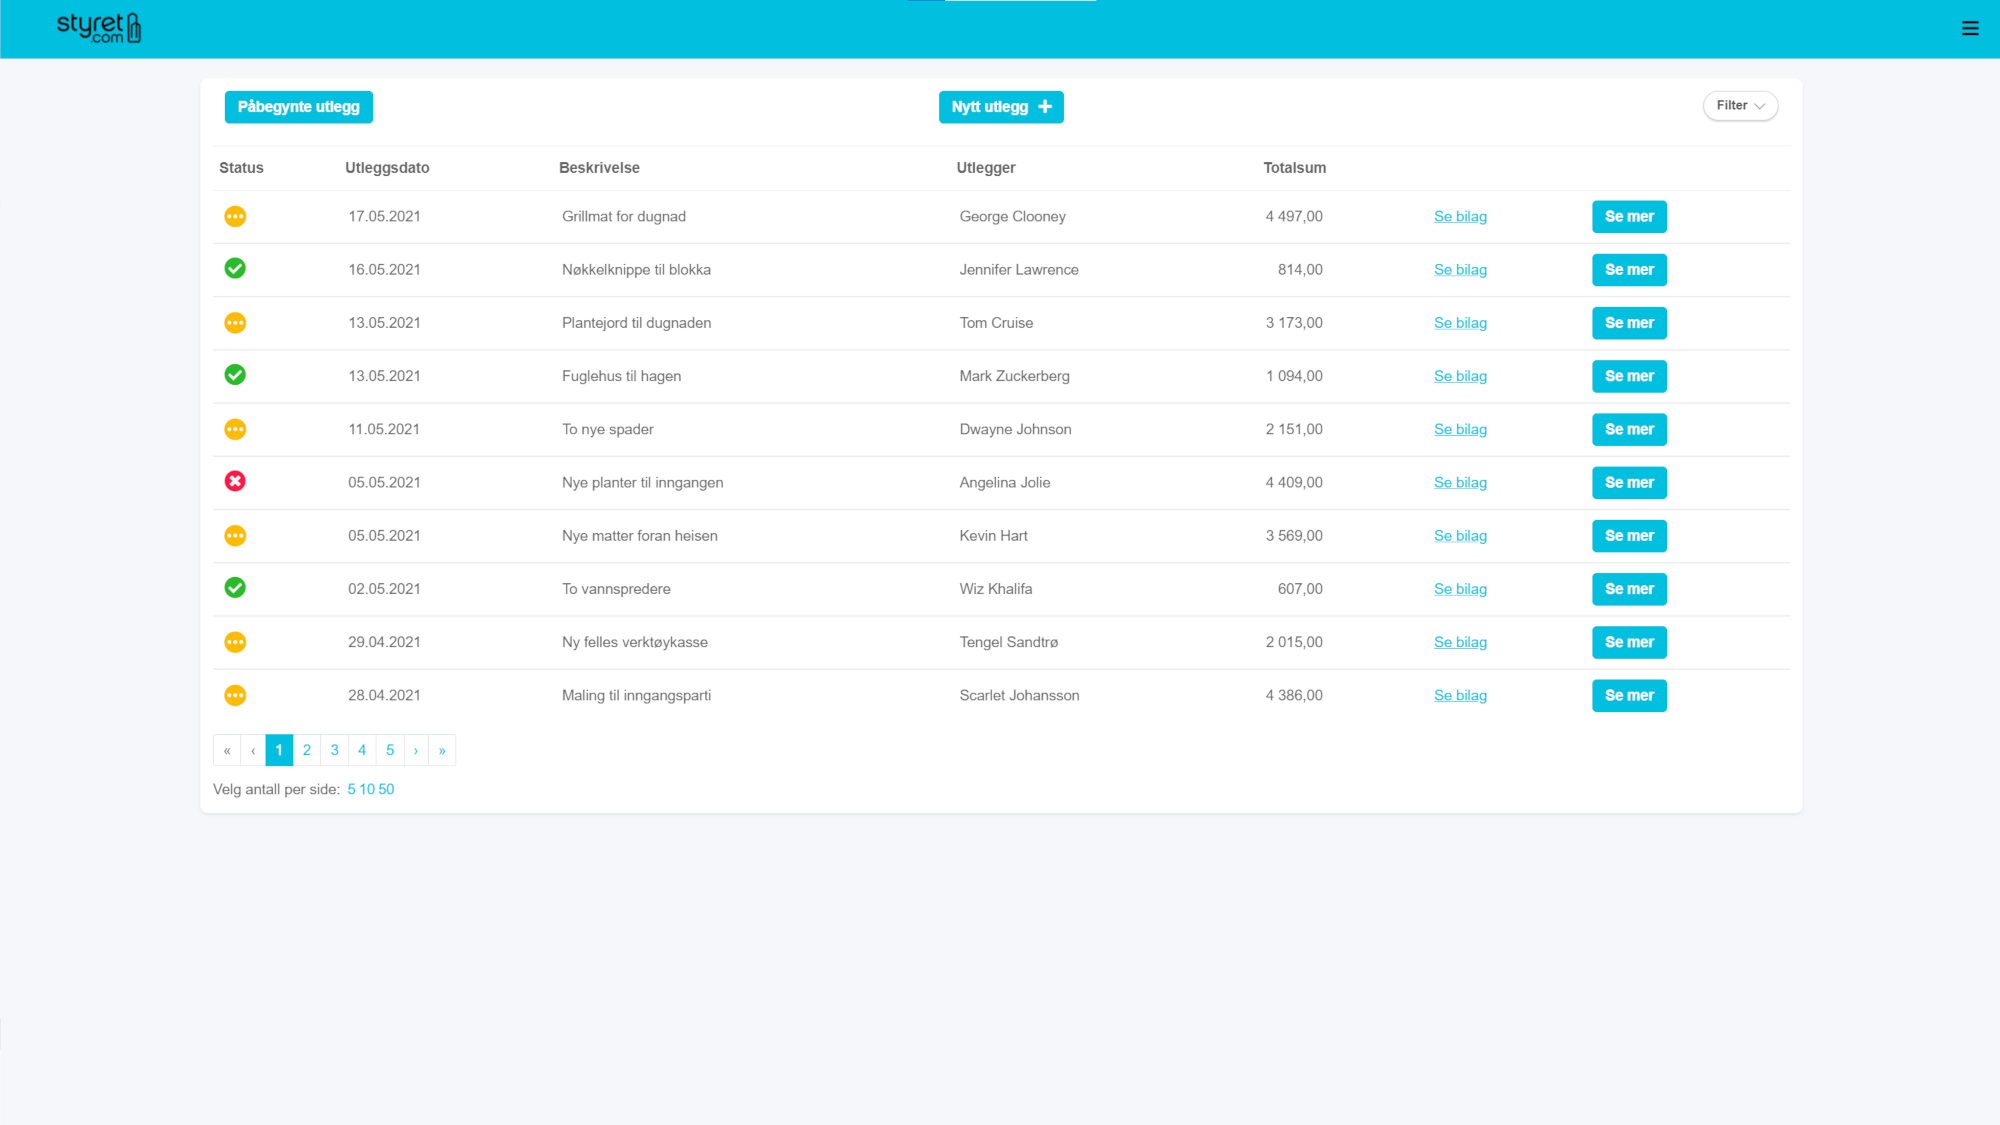 styret
.com
Påbegynte utlegg
Nytt utlegg +
Filter
Status Utleggsdato Beskrivelse Utlegger Totalsum
17.05.2021 Grillmat for dugnad George Clooney 4 497,00 Se bilag Se mer
16.05.2021 Nøkkelknippe til blokka Jennifer Lawrence 814,00 Se bilag Se mer
13.05.2021 Plantejord til dugnaden Tom Cruise 3 173,00 Se bilag Se mer
13.05.2021 Fuglehus til hagen Mark Zuckerberg 1 094,00 Se bilag Se mer
11.05.2021 To nye spader Dwayne Johnson 2 151,00 Se bilag Se mer
05.05.2021 Nye planter til inngangen Angelina Jolie 4 409,00 Se bilag Se mer
05.05.2021 Nye matter foran heisen Kevin Hart 3 569,00 Se bilag Se mer
02.05.2021 To vannspredere Wiz Khalifa 607,00 Se bilag Se mer
29.04.2021 Ny felles verktøykasse Tengel Sandtrø 2 015,00 Se bilag Se mer
28.04.2021 Maling til inngangsparti Scarlet Johansson 4 386,00 Se bilag Se mer
« ‹ 1 2 3 4 5 › »
Velg antall per side: 5 10 50